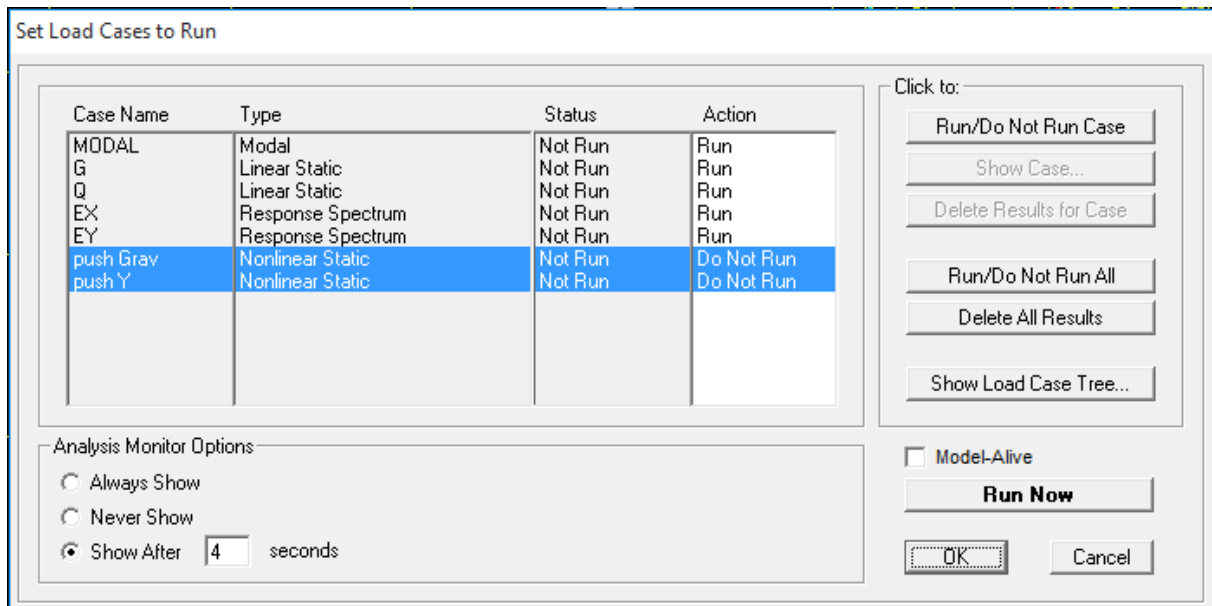 Set Load Cases to Run
Case Name Type Status Action
MODAL Modal Not Run Run
G Linear Static Not Run Run
Q Linear Static Not Run Run
EX Response Spectrum Not Run Run
EY Response Spectrum Not Run Run
push Grav Nonlinear Static Not Run Do Not Run
push Y Nonlinear Static Not Run Do Not Run
Click to:
Run/Do Not Run Case
Show Case...
Delete Results for Case
Run/Do Not Run All
Delete All Results
Show Load Case Tree...
Analysis Monitor Options
Always Show
Never Show
Show After 4 seconds
Model-Alive
Run Now
OK Cancel